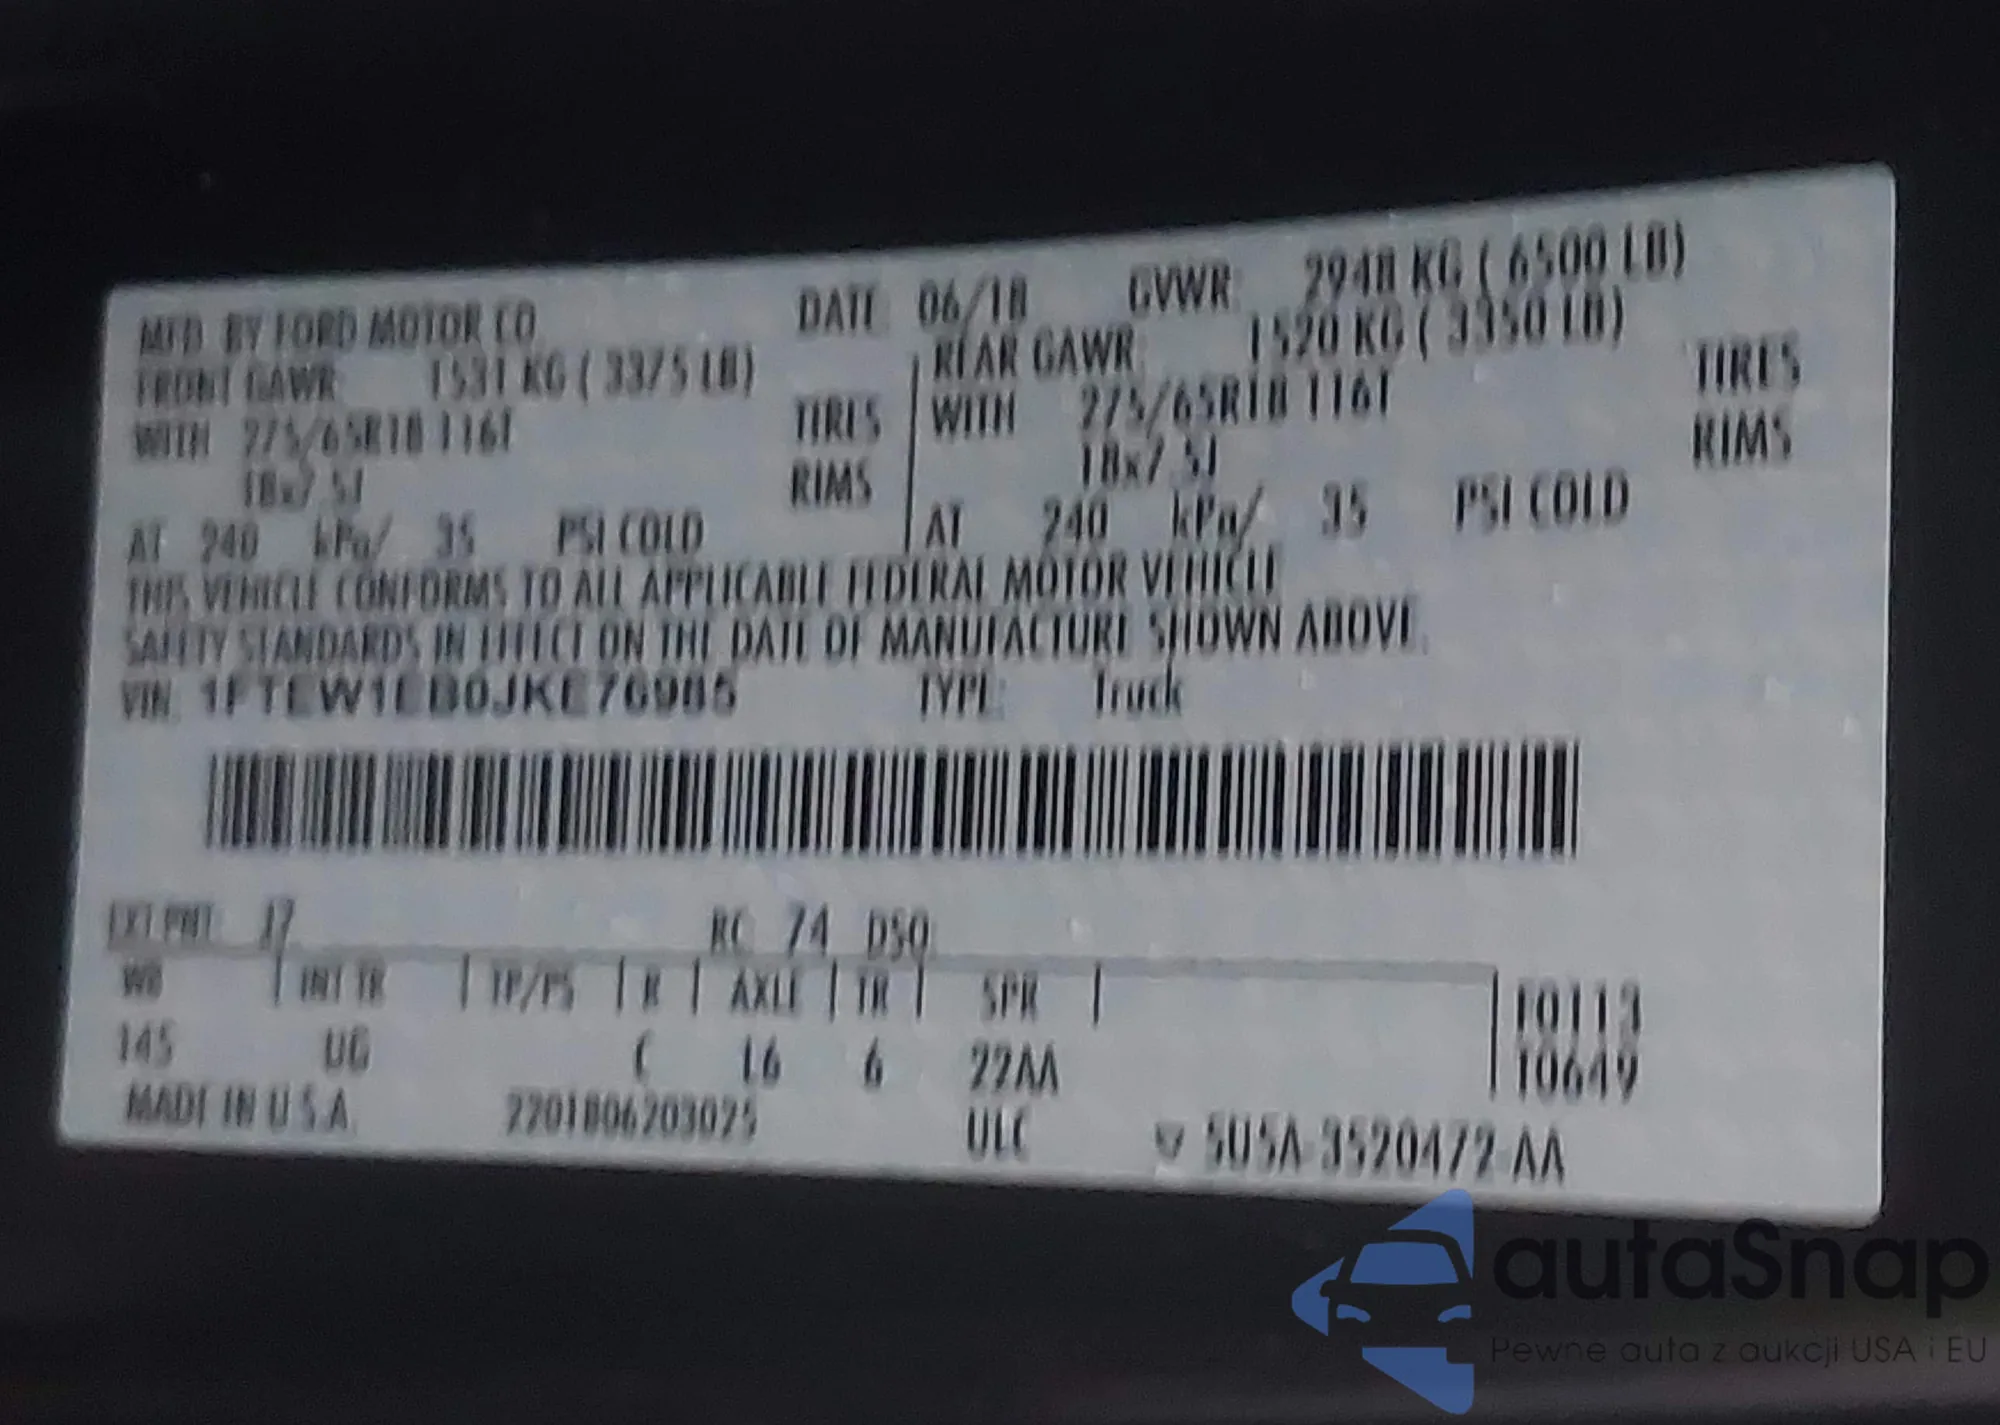 MFD. BY FORD MOTOR CO.
DATE: 06/18 GVWR: 2948 KG ( 6500 LB)
FRONT GAWR: 1531 KG ( 3375 LB)
WITH 275/65R18 116T TIRES
18x7.5J RIMS
AT 240 kPa/ 35 PSI COLD
REAR GAWR: 1520 KG ( 3350 LB)
WITH 275/65R18 116T TIRES
18x7.5J RIMS
AT 240 kPa/ 35 PSI COLD
THIS VEHICLE CONFORMS TO ALL APPLICABLE FEDERAL MOTOR VEHICLE
SAFETY STANDARDS IN EFFECT ON THE DATE OF MANUFACTURE SHOWN ABOVE.
VIN: 1FTEW1EB0JKE76985 TYPE: Truck
EXT PNT: J7 RC: 74 DSO:
WB INT TR TP/PS R AXLE TR SPR
145 UG C 16 6 22AA
F0113
10649
MADE IN U.S.A. 2201806203025 ULC
5U5A-3520472-AA
autaSnap
Pewne auta z aukcji USA i EU